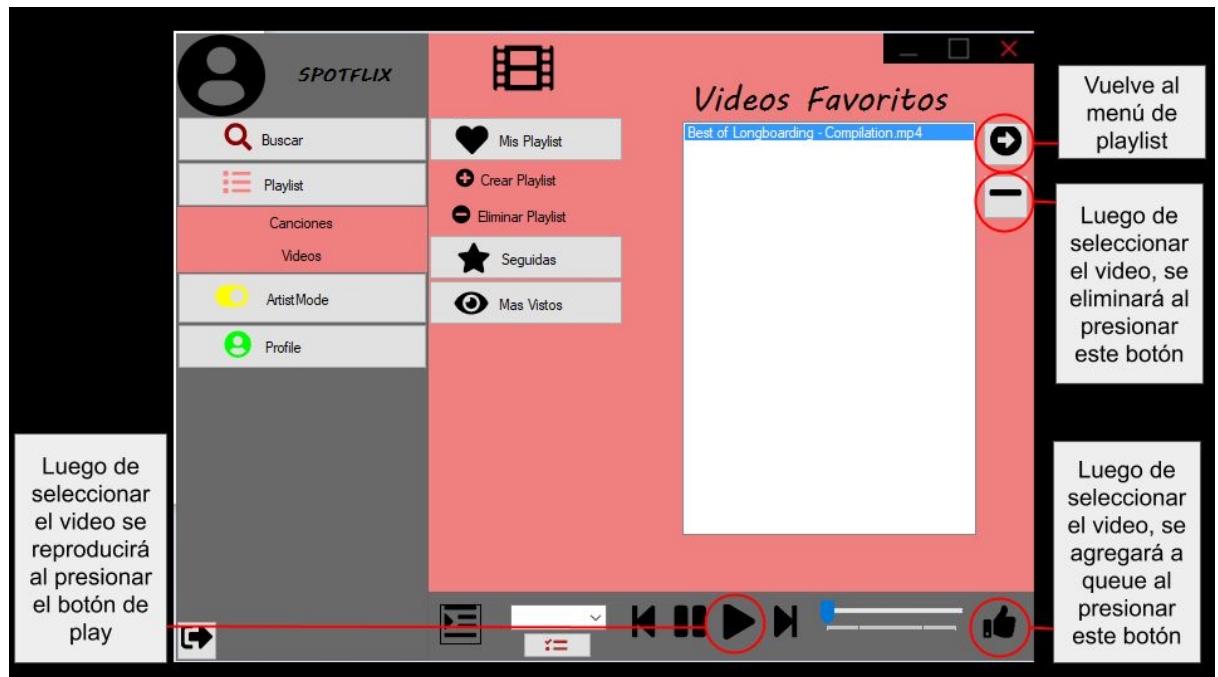 SPOTFLIX
Buscar
Playlist
Canciones
Videos
ArtistMode
Profile
Mis Playlist
Crear Playlist
Eliminar Playlist
Seguidas
Mas Vistos
Videos Favoritos
Best of Longboarding - Compilation.mp4
Vuelve al
menú de
playlist
Luego de
seleccionar
el video, se
eliminará al
presionar
este botón
Luego de
seleccionar
el video se
reproducirá
al presionar
el botón de
play
Luego de
seleccionar
el video, se
agregará a
queue al
presionar
este botón